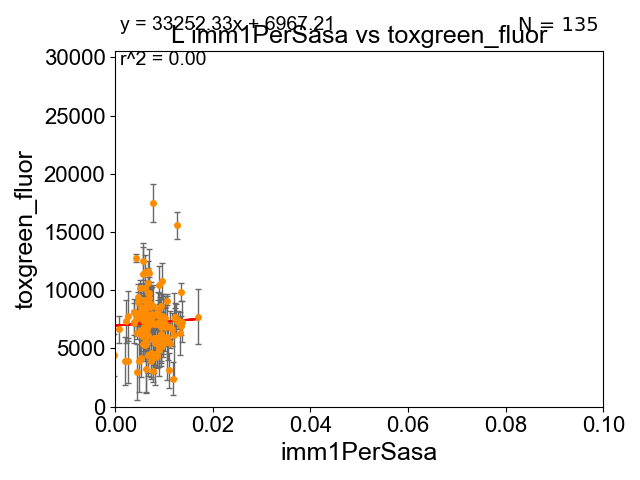 y = 33252.33x + 6967.21
N = 135
L imm1PerSasa vs toxgreen_fluor
r^2 = 0.00
30000
25000
20000
15000
10000
5000
0
toxgreen_fluor
0.00 0.02 0.04 0.06 0.08 0.10
imm1PerSasa